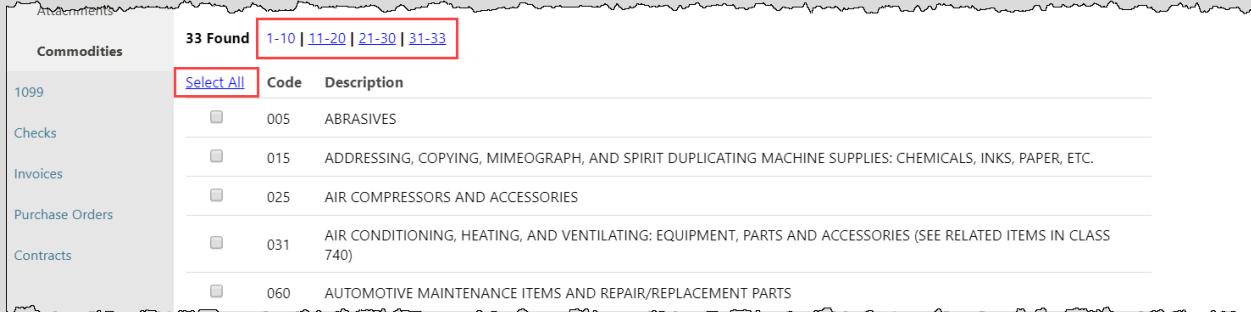 Attachments
Commodities
1099
Checks
Invoices
Purchase Orders
Contracts
33 Found 1-10 | 11-20 | 21-30 | 31-33
Select All Code Description
005 ABRASIVES
015 ADDRESSING, COPYING, MIMEOGRAPH, AND SPIRIT DUPLICATING MACHINE SUPPLIES: CHEMICALS, INKS, PAPER, ETC.
025 AIR COMPRESSORS AND ACCESSORIES
031 AIR CONDITIONING, HEATING, AND VENTILATING: EQUIPMENT, PARTS AND ACCESSORIES (SEE RELATED ITEMS IN CLASS
740)
060 AUTOMOTIVE MAINTENANCE ITEMS AND REPAIR/REPLACEMENT PARTS